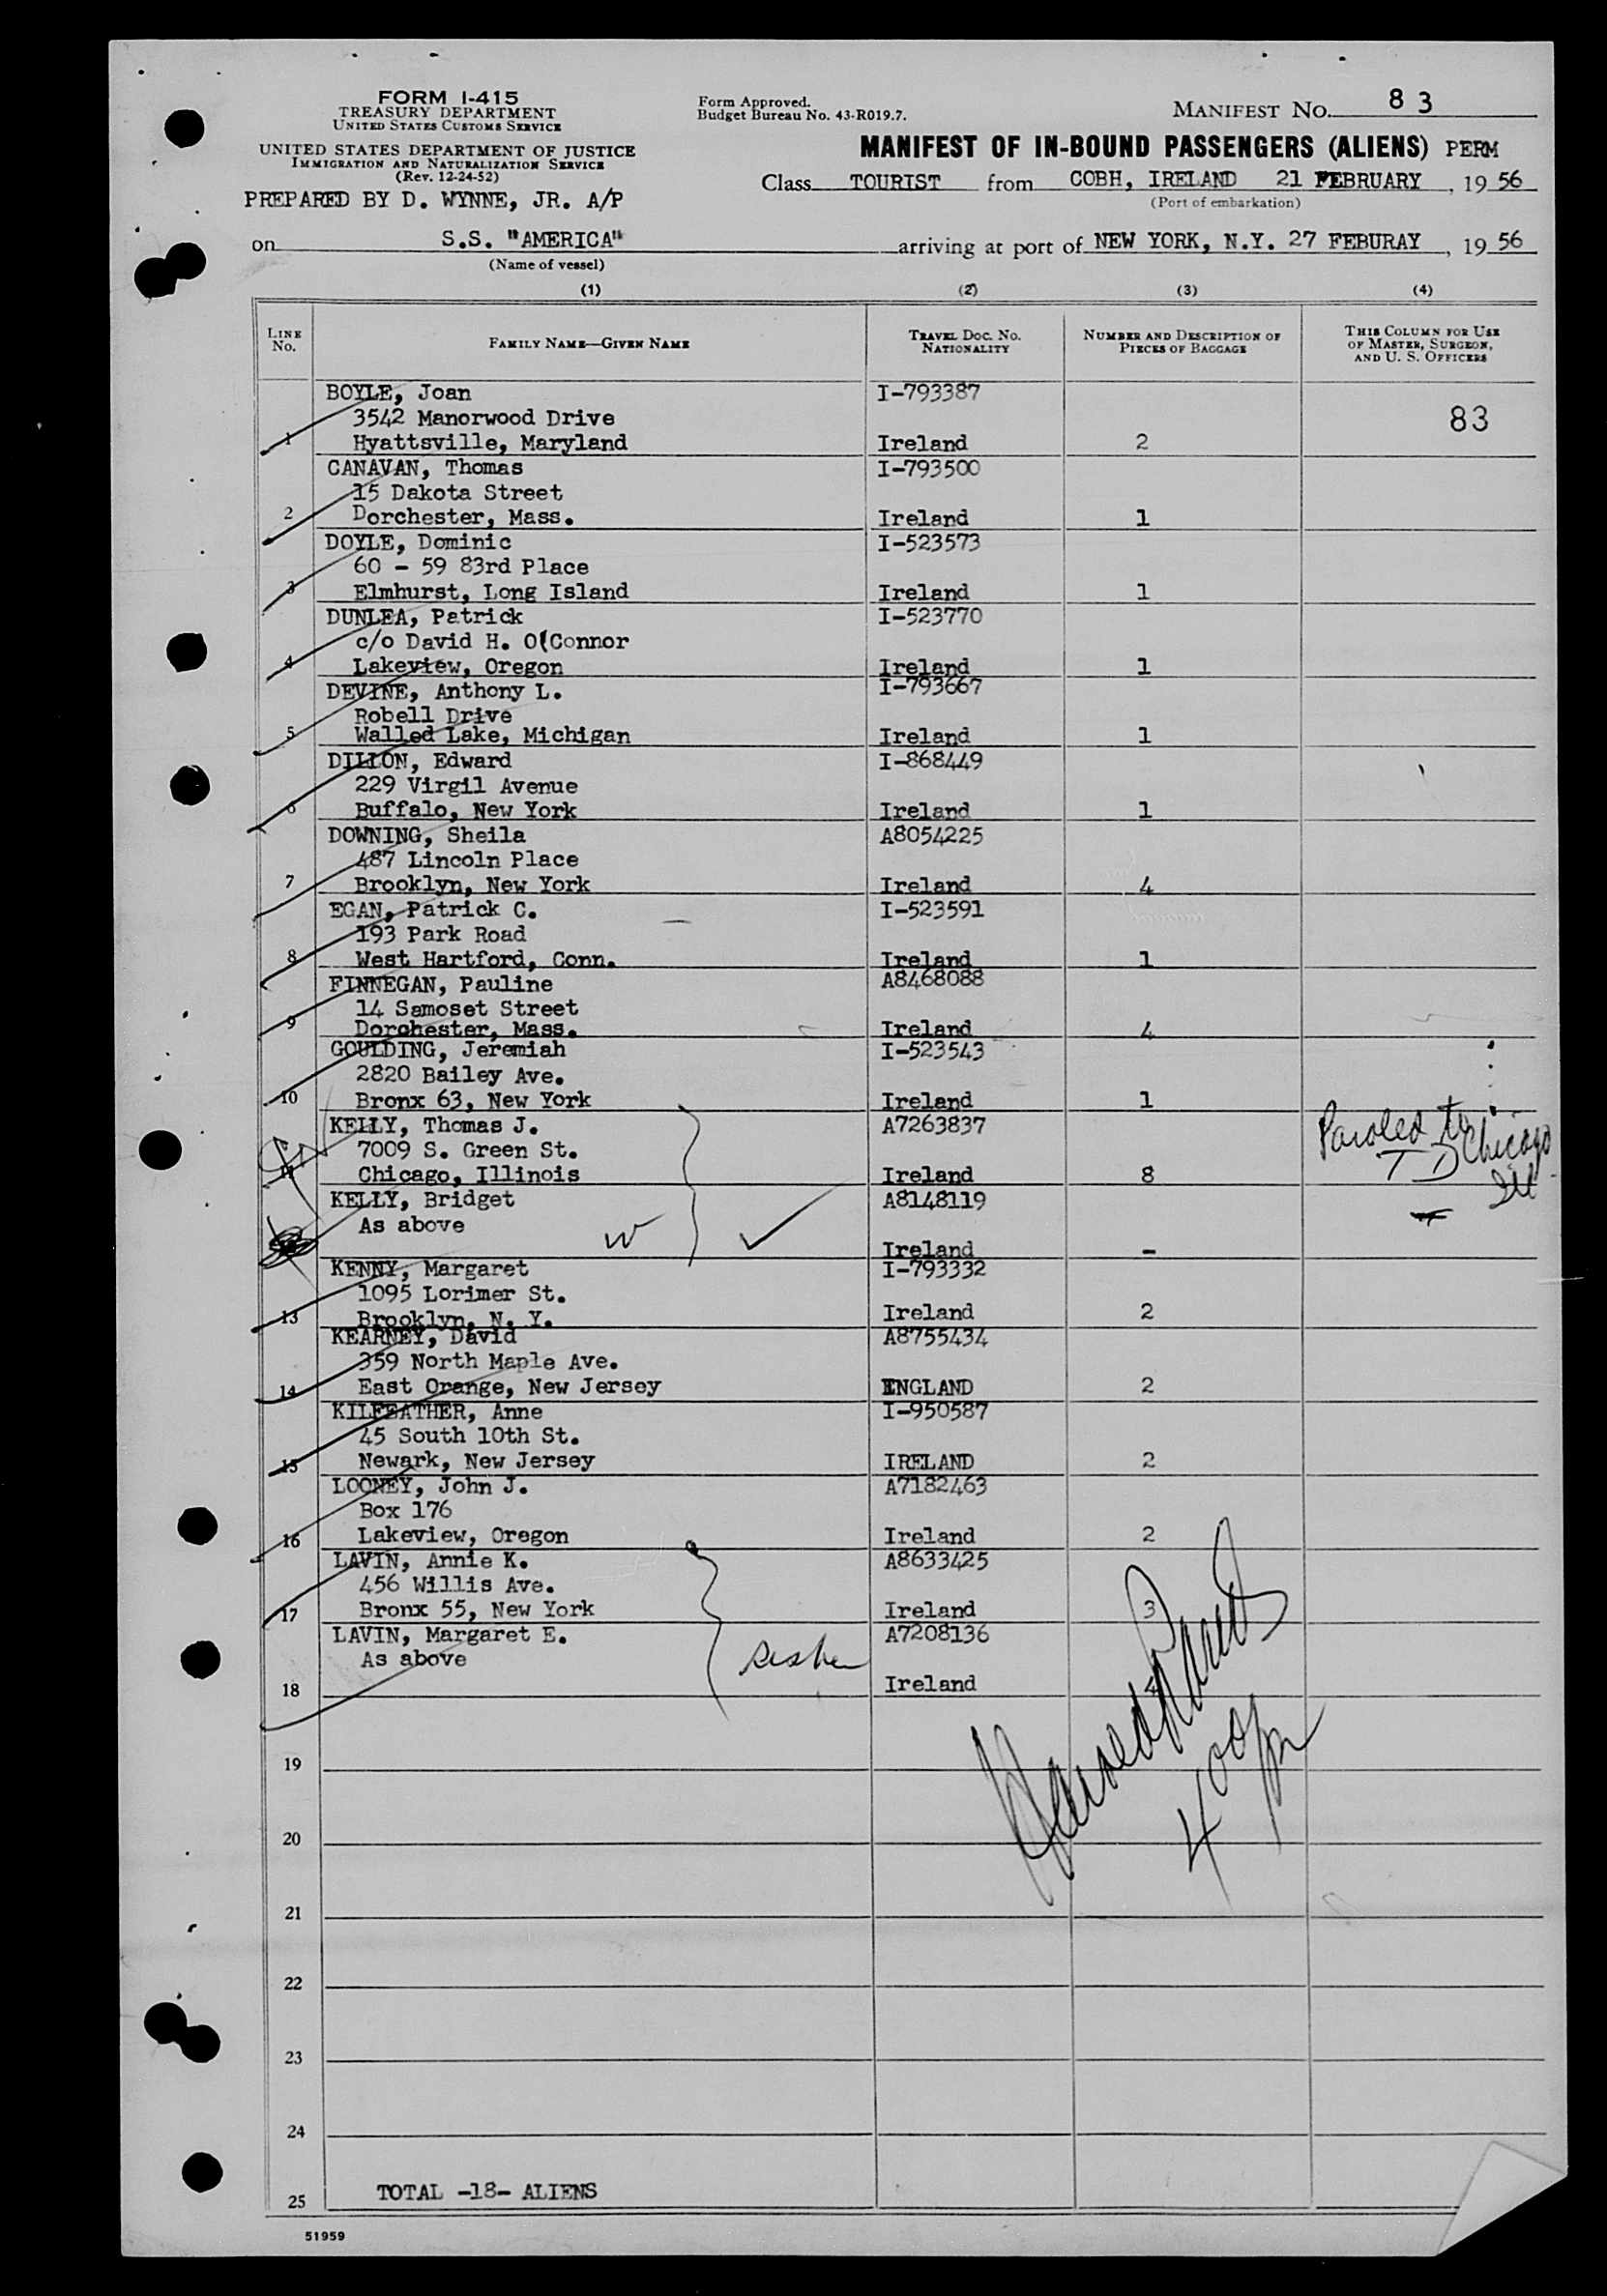 FORM I-415
TREASURY DEPARTMENT
UNITED STATES CUSTOMS SERVICE
UNITED STATES DEPARTMENT OF JUSTICE
IMMIGRATION AND NATURALIZATION SERVICE
(Rev. 12-24-52)
PREPARED BY D. WYNNE, JR. A/P
Form Approved.
Budget Bureau No. 43-R019.7.
MANIFEST NO. 83
MANIFEST OF IN-BOUND PASSENGERS (ALIENS) PERM
Class TOURIST from COBH, IRELAND 21 FEBRUARY, 19 56
(Port of embarkation)
on S.S. "AMERICA" arriving at port of NEW YORK, N.Y. 27 FEBURAY, 19 56
(Name of vessel)
(1) (2) (3) (4)
LINE No. FAMILY NAME—GIVEN NAME TRAVEL DOC. NO. NATIONALITY NUMBER AND DESCRIPTION OF PIECES OF BAGGAGE THIS COLUMN FOR USE OF MASTER, SURGEON, AND U. S. OFFICERS
BOYLE, Joan I-793387
3542 Manorwood Drive 83
1 Hyattsville, Maryland Ireland 2
CANAVAN, Thomas I-793500
15 Dakota Street
2 Dorchester, Mass. Ireland 1
DOYLE, Dominic I-523573
60 - 59 83rd Place
3 Elmhurst, Long Island Ireland 1
DUNLEA, Patrick I-523770
c/o David H. O(Connor
4 Lakeview, Oregon Ireland 1
DEVINE, Anthony L. I-793667
Robell Drive
5 Walled Lake, Michigan Ireland 1
DILLON, Edward I-868449
229 Virgil Avenue
6 Buffalo, New York Ireland 1
DOWNING, Sheila A8054225
487 Lincoln Place
7 Brooklyn, New York Ireland 4
EGAN, Patrick C. I-523591
193 Park Road
8 West Hartford, Conn. Ireland 1
FINNEGAN, Pauline A8468088
14 Samoset Street
9 Dorchester, Mass. Ireland 4
GOULDING, Jeremiah I-523543
2820 Bailey Ave.
10 Bronx 63, New York Ireland 1
KELLY, Thomas J. A7263837 Paroled to
7009 S. Green St. TD Chicago
11 Chicago, Illinois Ireland 8 Ill
KELLY, Bridget A8148119
As above W
Ireland -
KENNY, Margaret I-793332
1095 Lorimer St.
13 Brooklyn, N. Y. Ireland 2
KEARNEY, David A8755434
359 North Maple Ave.
14 East Orange, New Jersey ENGLAND 2
KILFEATHER, Anne I-950587
45 South 10th St.
15 Newark, New Jersey IRELAND 2
LOONEY, John J. A7182463
Box 176
16 Lakeview, Oregon Ireland 2
LAVIN, Annie K. A8633425
456 Willis Ave.
17 Bronx 55, New York Ireland 3
LAVIN, Margaret E. A7208136
As above Sister
18 Ireland 4
19
400pm
20
21
22
23
24
25 TOTAL -18- ALIENS
51959